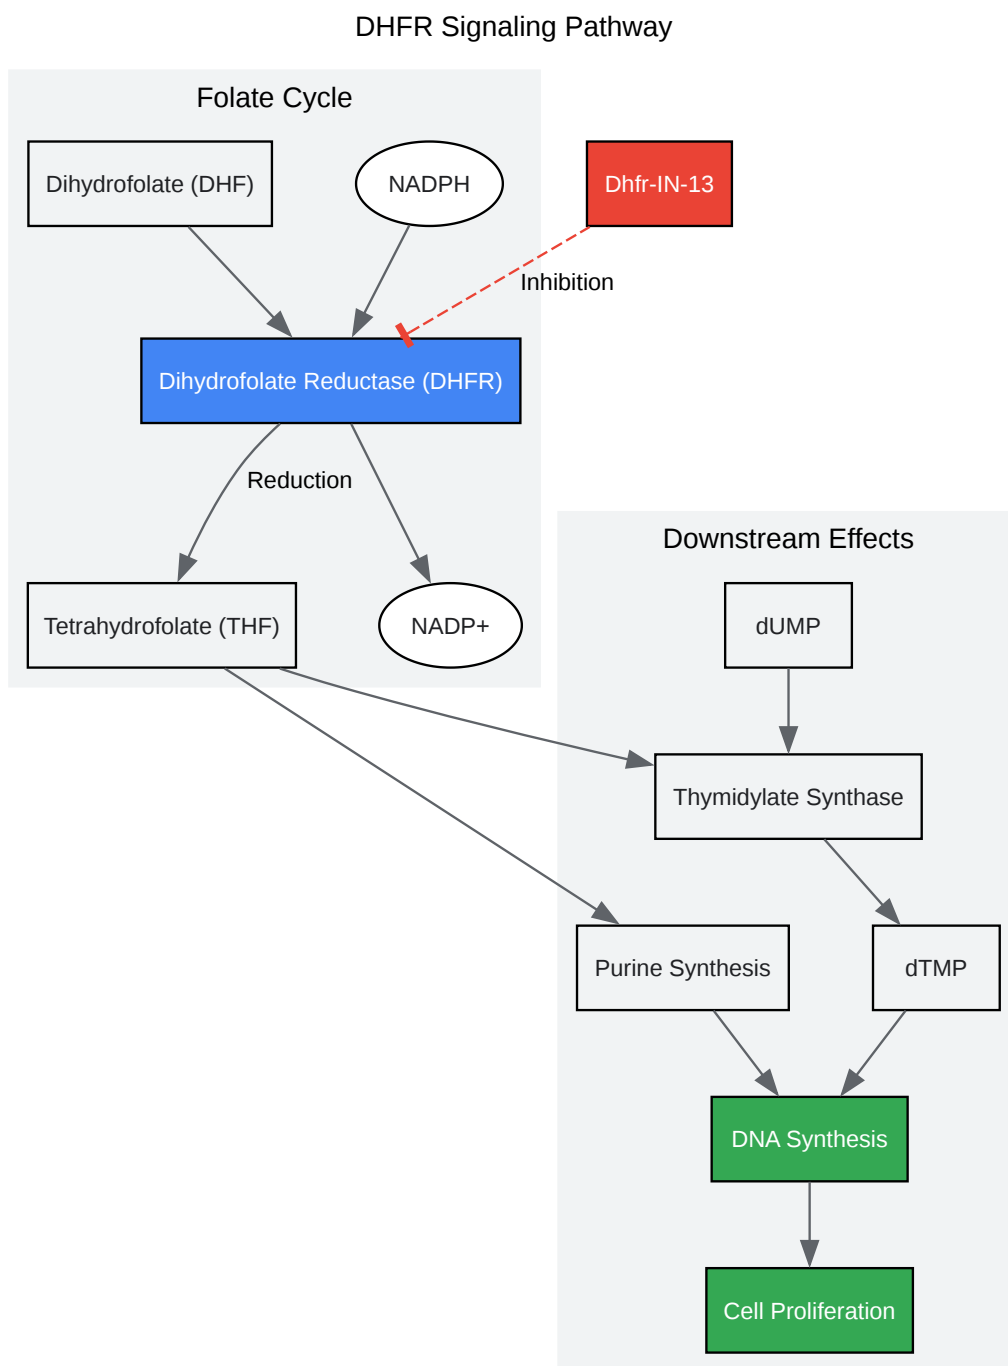 DHFR Signaling Pathway
Folate Cycle
Dihydrofolate (DHF)
NADPH
Dhfr-IN-13
Inhibition
Dihydrofolate Reductase (DHFR)
Reduction
Downstream Effects
Tetrahydrofolate (THF)
NADP+
dUMP
Thymidylate Synthase
Purine Synthesis
dTMP
DNA Synthesis
Cell Proliferation